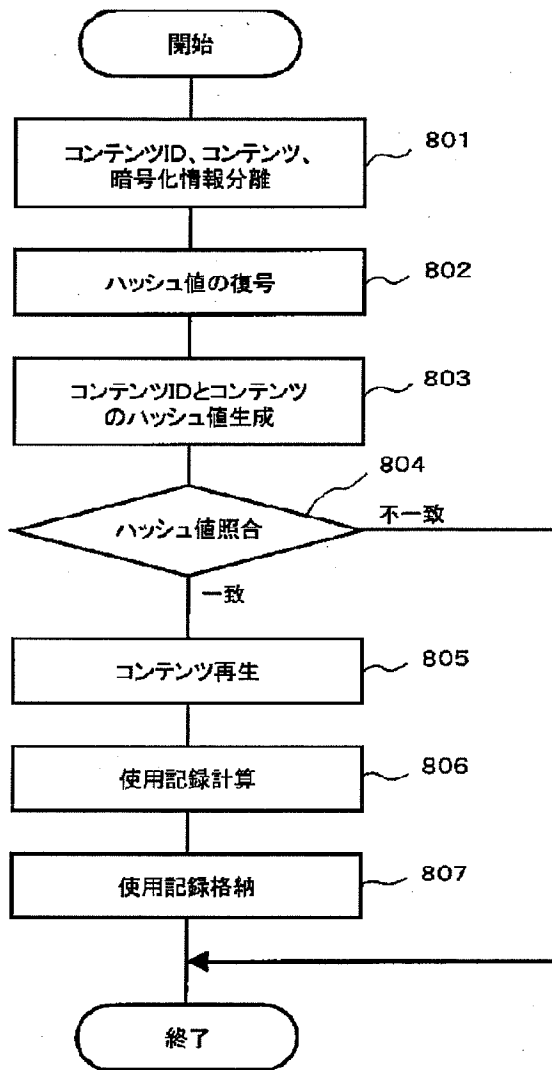 開始
コンテンツID、コンテンツ、
暗号化情報分離
801
ハッシュ値の復号
802
コンテンツIDとコンテンツ
のハッシュ値生成
803
804
ハッシュ値照合
不一致
一致
コンテンツ再生
805
使用記録計算
806
使用記録格納
807
終了